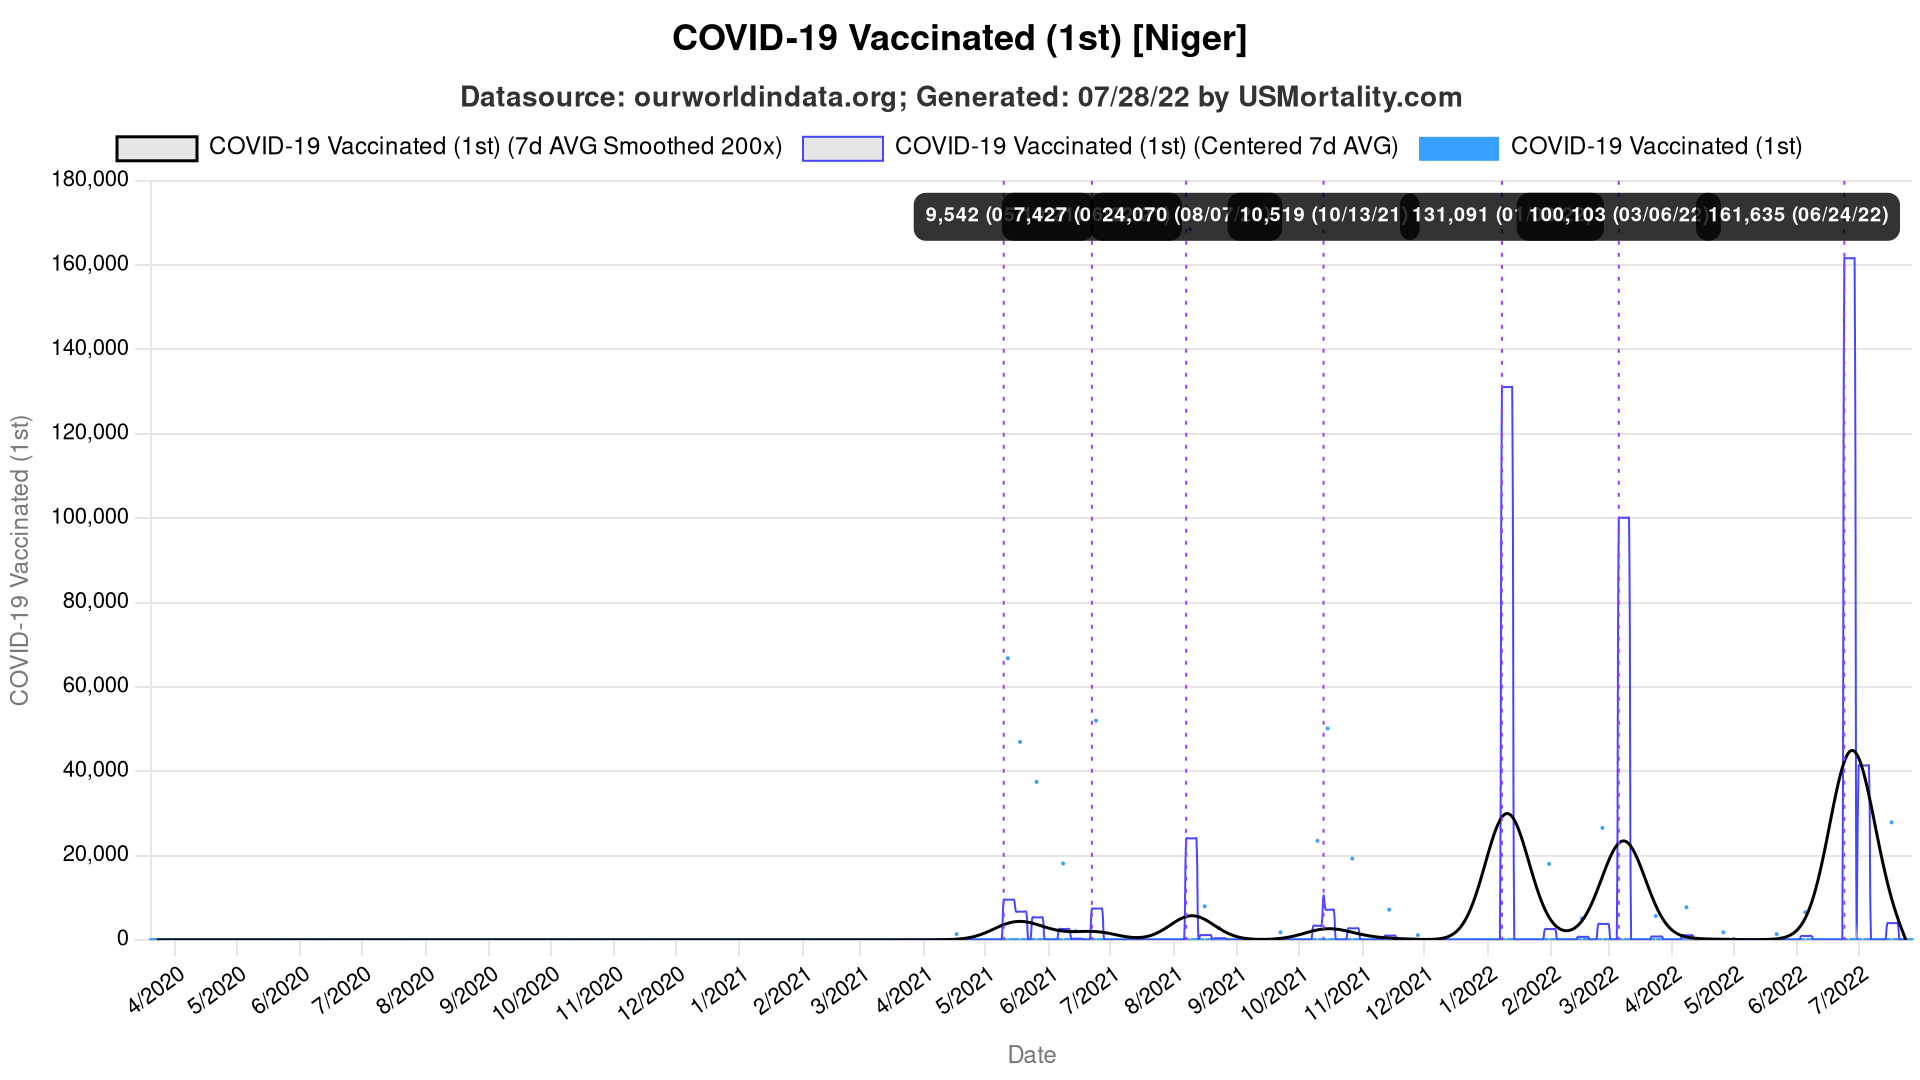 COVID-19 Vaccinated (1st) [Niger]
Datasource: ourworldindata.org; Generated: 07/28/22 by USMortality.com
COVID-19 Vaccinated (1st) (7d AVG Smoothed 200x) COVID-19 Vaccinated (1st) (Centered 7d AVG) COVID-19 Vaccinated (1st)
9,542 7,427 24,070 (08/07/ 10,519 (10/13/21) 131,091 100,103 (03/06/22) 161,635 (06/24/22)
180,000
160,000
140,000
120,000
100,000
80,000
60,000
40,000
20,000
0
COVID-19 Vaccinated (1st)
4/2020 5/2020 6/2020 7/2020 8/2020 9/2020 10/2020 11/2020 12/2020 1/2021 2/2021 3/2021 4/2021 5/2021 6/2021 7/2021 8/2021 9/2021 10/2021 11/2021 12/2021 1/2022 2/2022 3/2022 4/2022 5/2022 6/2022 7/2022
Date